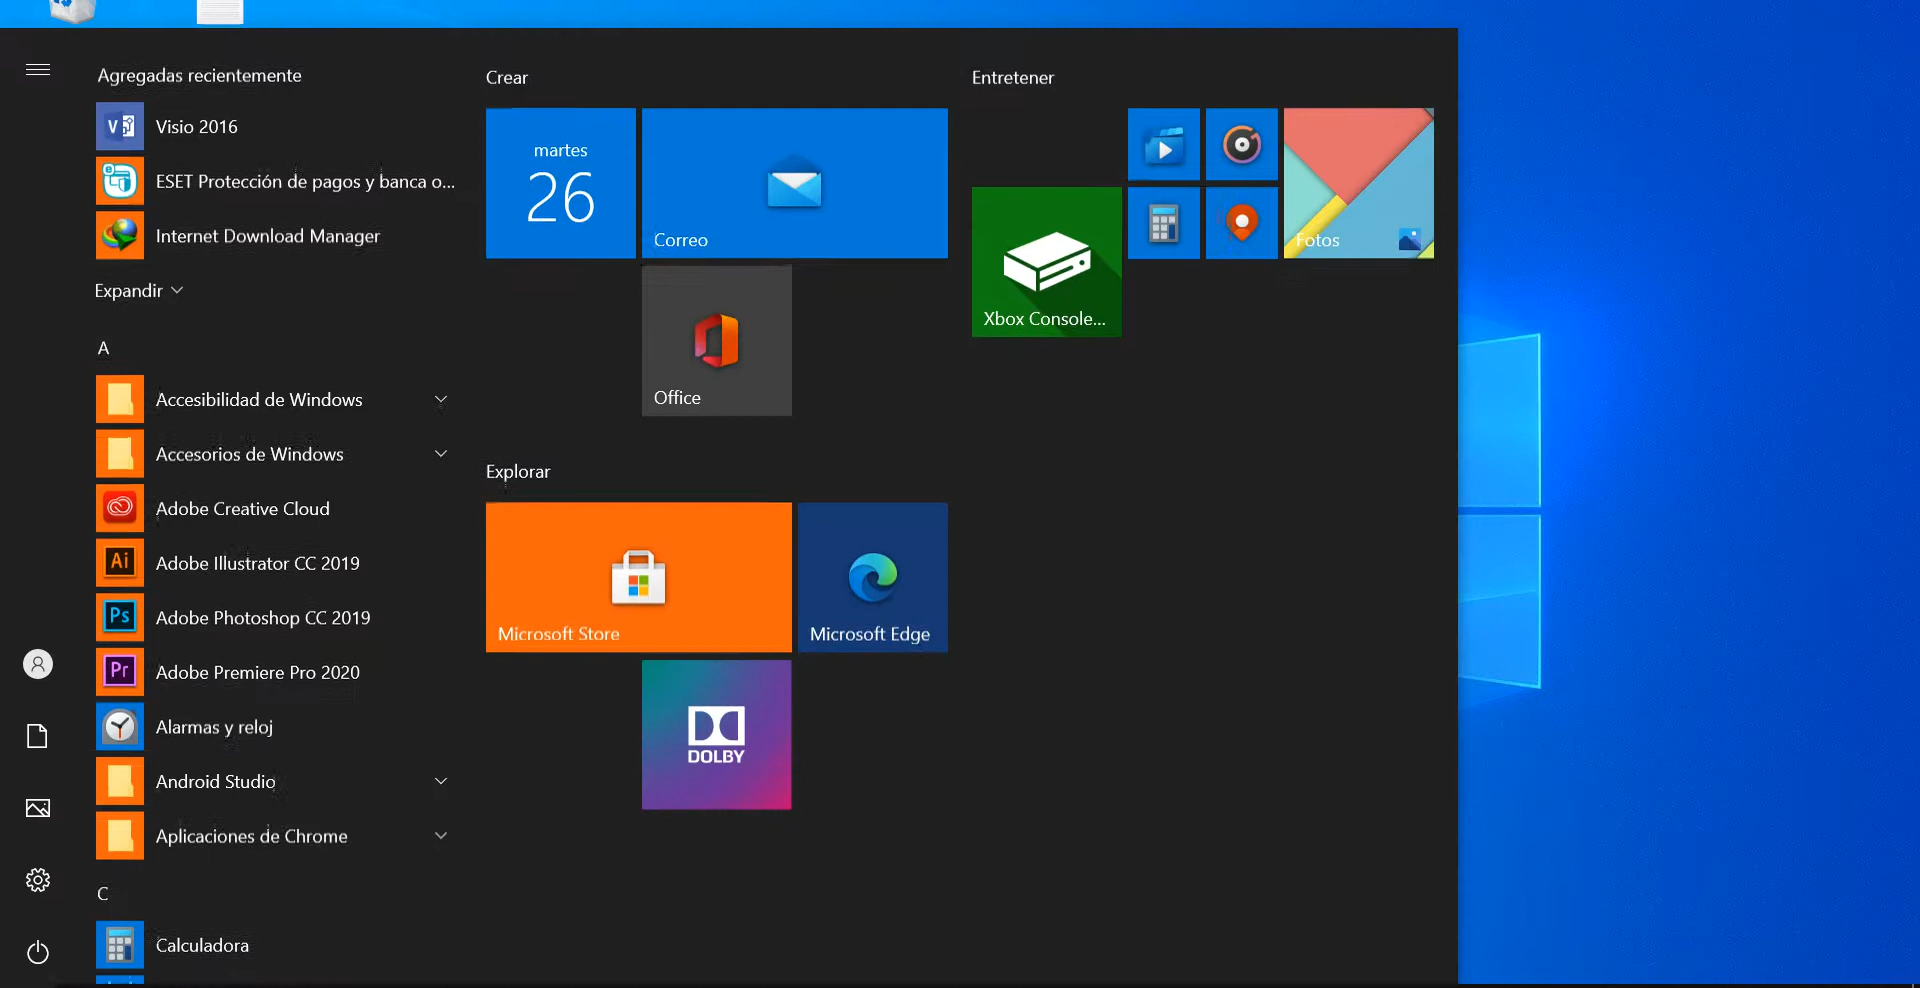 Agregadas recientemente
Visio 2016
ESET Protección de pagos y banca o...
Internet Download Manager
Expandir
A
Accesibilidad de Windows
Accesorios de Windows
Adobe Creative Cloud
Ai
Adobe Illustrator CC 2019
Ps
Adobe Photoshop CC 2019
Pr
Adobe Premiere Pro 2020
Alarmas y reloj
Android Studio
Aplicaciones de Chrome
C
Calculadora
Crear
martes
26
Correo
Office
Explorar
Microsoft Store
Microsoft Edge
DOLBY
Entretener
Xbox Console...
Fotos